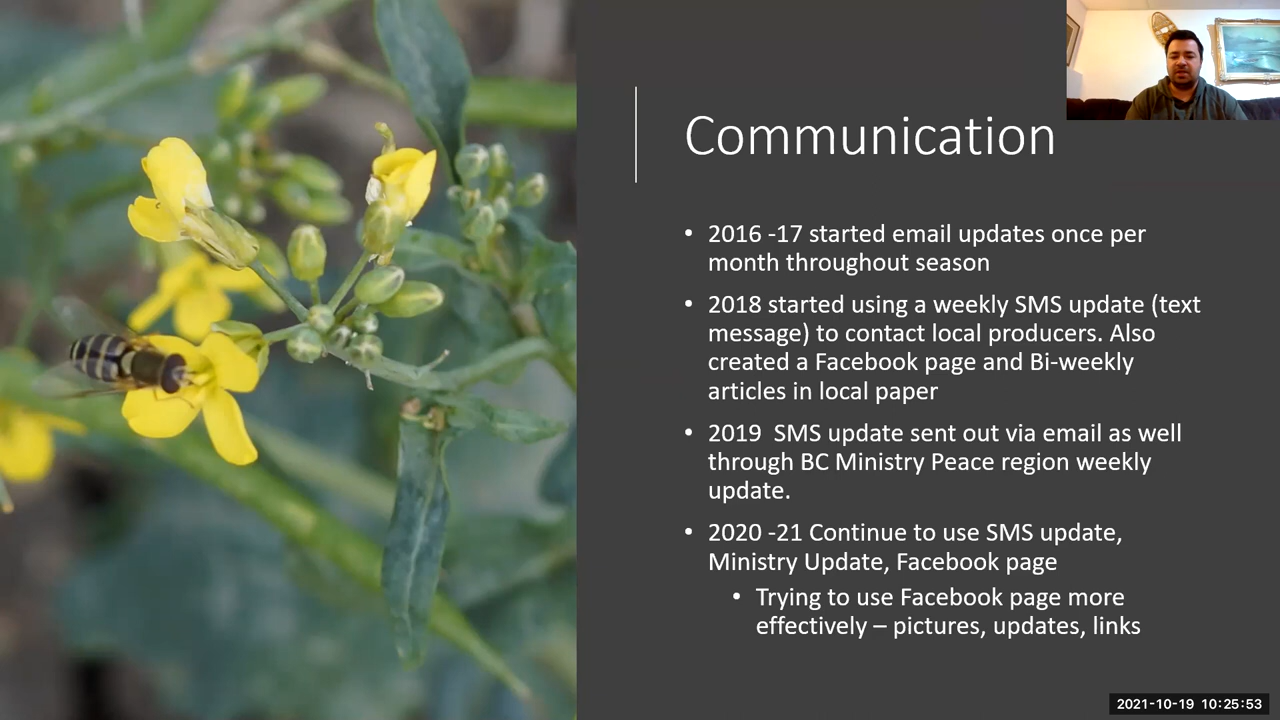 Communication
• 2016 -17 started email updates once per
month throughout season
• 2018 started using a weekly SMS update (text
message) to contact local producers. Also
created a Facebook page and Bi-weekly
articles in local paper
• 2019  SMS update sent out via email as well
through BC Ministry Peace region weekly
update.
• 2020 -21 Continue to use SMS update,
Ministry Update, Facebook page
• Trying to use Facebook page more
effectively – pictures, updates, links
2021-10-19 10:25:53